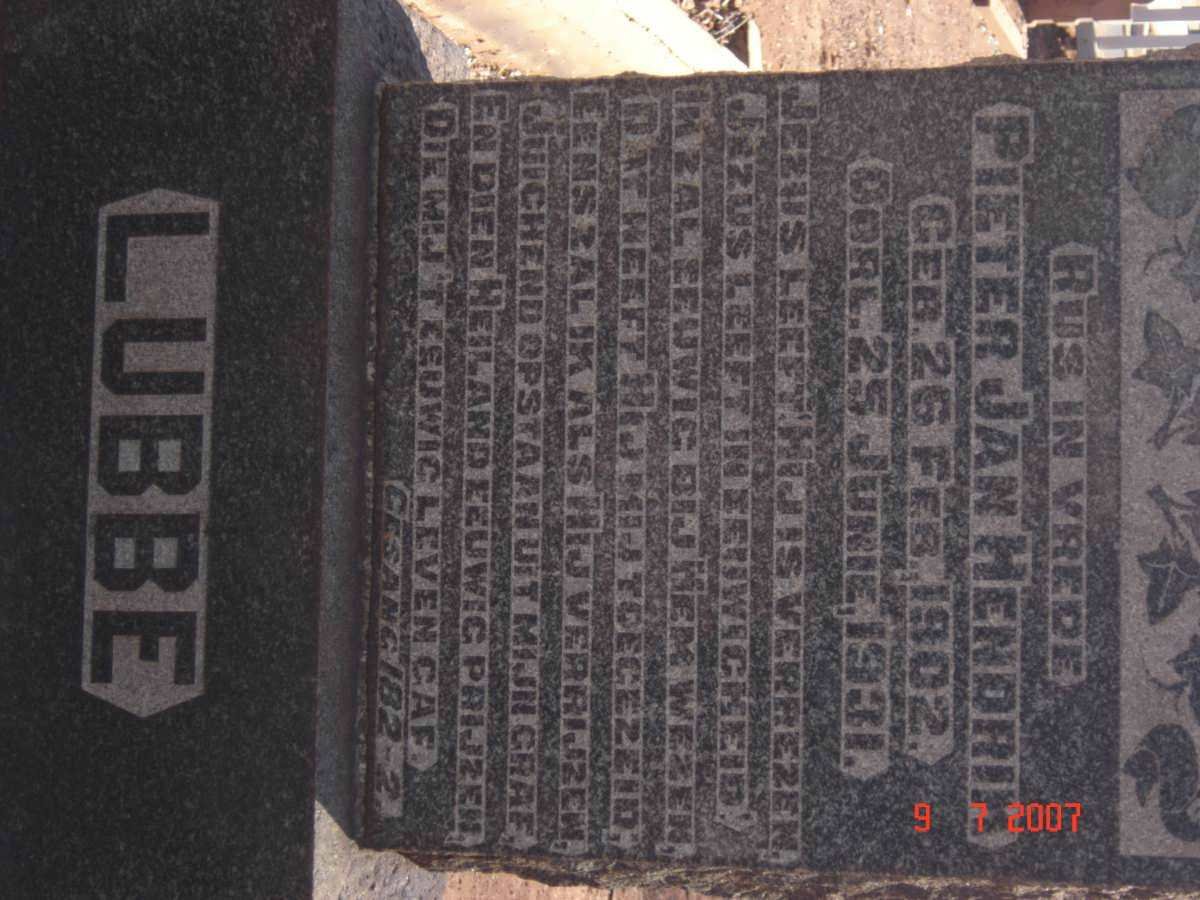 RUS IN VREDE
PIETER JAN HENDRIK
GEB. 26 FEB. 1902.
OORL. 25 JUNIE, 1931.
JEZUS LEEFT HIJ IS VERREZEN
JEZUS LEEFT IN EEUWIGHEID
IK ZAL EEUWIG BIJ HEM WEZEN
DAT HEEFT HIJ MIJ TOEGEZEID.
EENS ZAL IK ALS HIJ VERRIJZEN
JUICHEND OPSTAAN UIT MIJN GRAF
EN DIEN HEILAND EEUWIG PRIJZEN
DIE MIJ 'T EEUWIG LEVEN GAF.
GESANG 182-2
LUBBE
9 7 2007